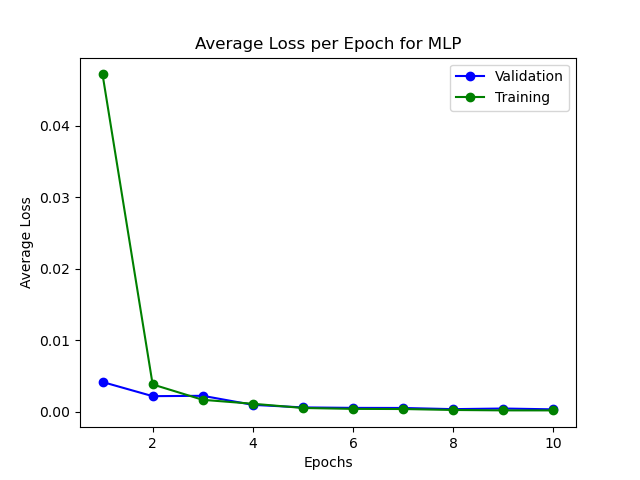 Average Loss per Epoch for MLP
Validation
Training
Average Loss
0.04
0.03
0.02
0.01
0.00
2 4 6 8 10
Epochs